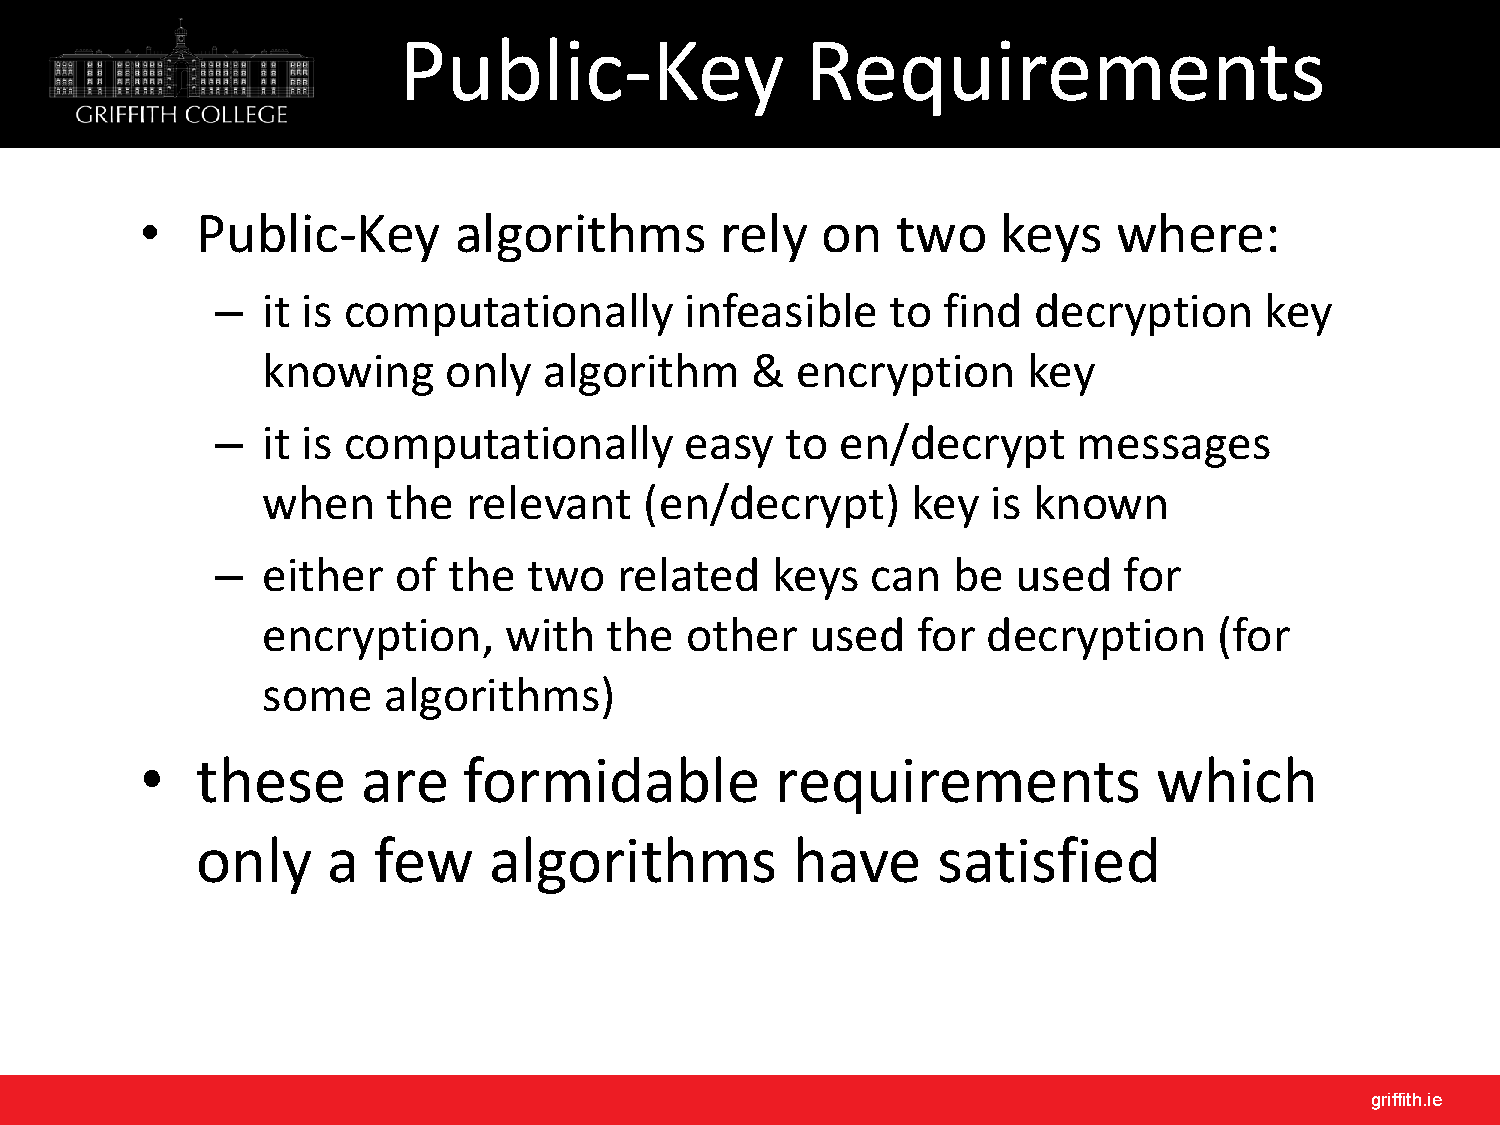 GRIFFITH COLLEGE
Public-Key Requirements
• Public-Key algorithms rely on two keys where:
– it is computationally infeasible to find decryption key
knowing only algorithm & encryption key
– it is computationally easy to en/decrypt messages
when the relevant (en/decrypt) key is known
– either of the two related keys can be used for
encryption, with the other used for decryption (for
some algorithms)
• these are formidable requirements which
only a few algorithms have satisfied
griffith.ie